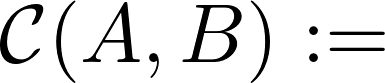 𝒞(A, B) :=